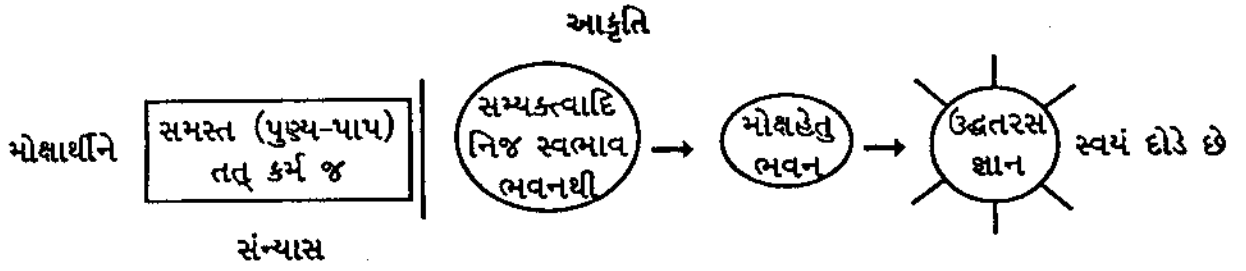 આકૃતિ
મોક્ષાર્થીને
સમસ્ત (પુણ્ય-પાપ)
તત્ કર્મ જ
સંન્યાસ
સમ્યક્ત્વાદિ
નિજ સ્વભાવ
ભવનથી
મોક્ષહેતુ
ભવન
ઉદ્ધતરસ
જ્ઞાન
સ્વયં દોડે છે